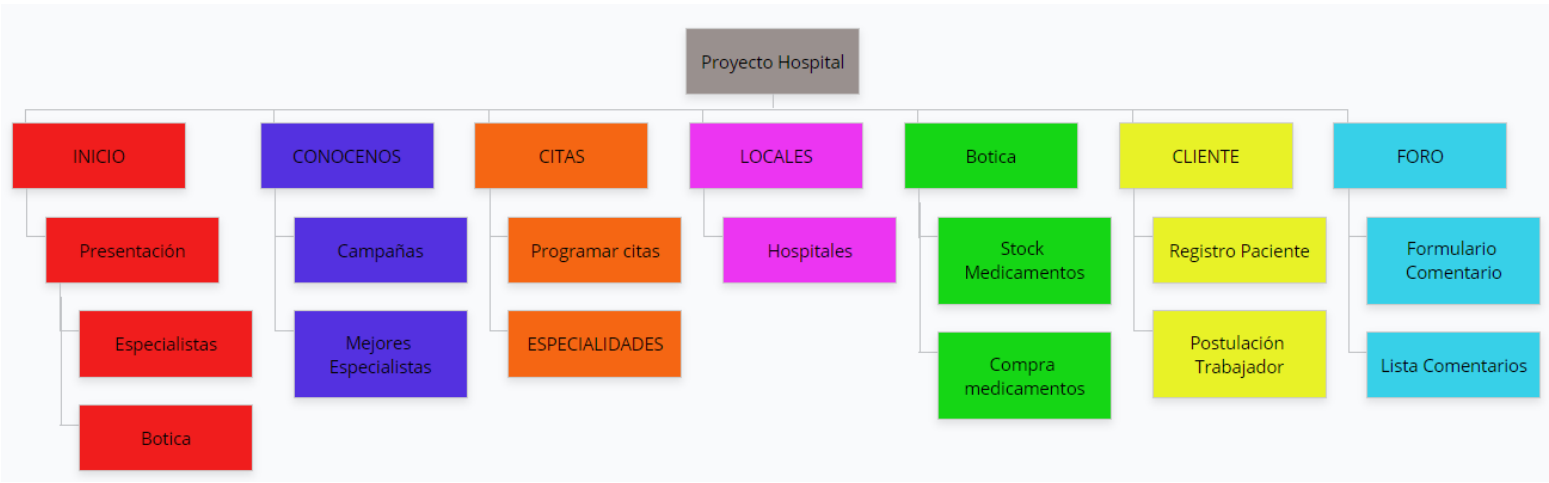 Proyecto Hospital
INICIO
CONOCENOS
CITAS
LOCALES
Botica
CLIENTE
FORO
Presentación
Campañas
Programar citas
Hospitales
Stock
Medicamentos
Registro Paciente
Formulario
Comentario
Especialistas
Mejores
Especialistas
ESPECIALIDADES
Compra
medicamentos
Postulación
Trabajador
Lista Comentarios
Botica